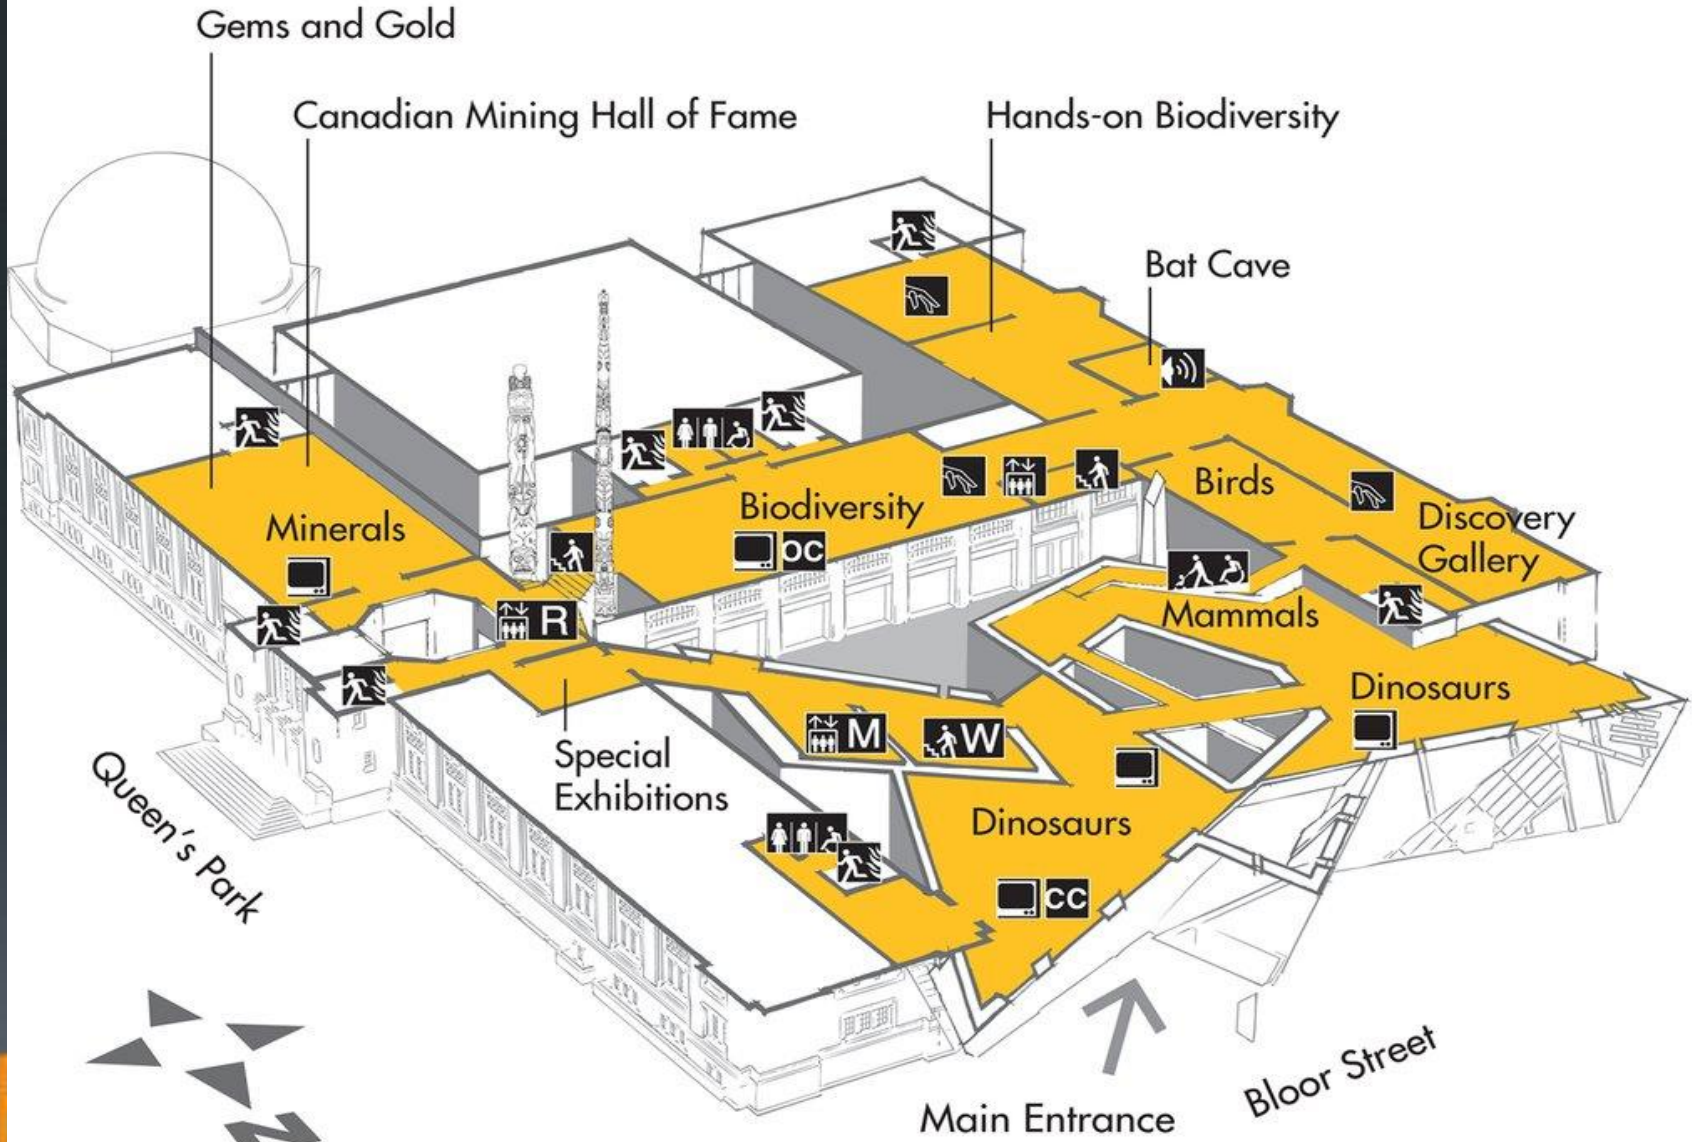 Gems and Gold
Canadian Mining Hall of Fame
Hands-on Biodiversity
Bat Cave
Minerals
Biodiversity
OC
Birds
Discovery
Gallery
R
Mammals
Dinosaurs
M
W
Special
Exhibitions
Dinosaurs
CC
Queen's Park
Bloor Street
Main Entrance
N